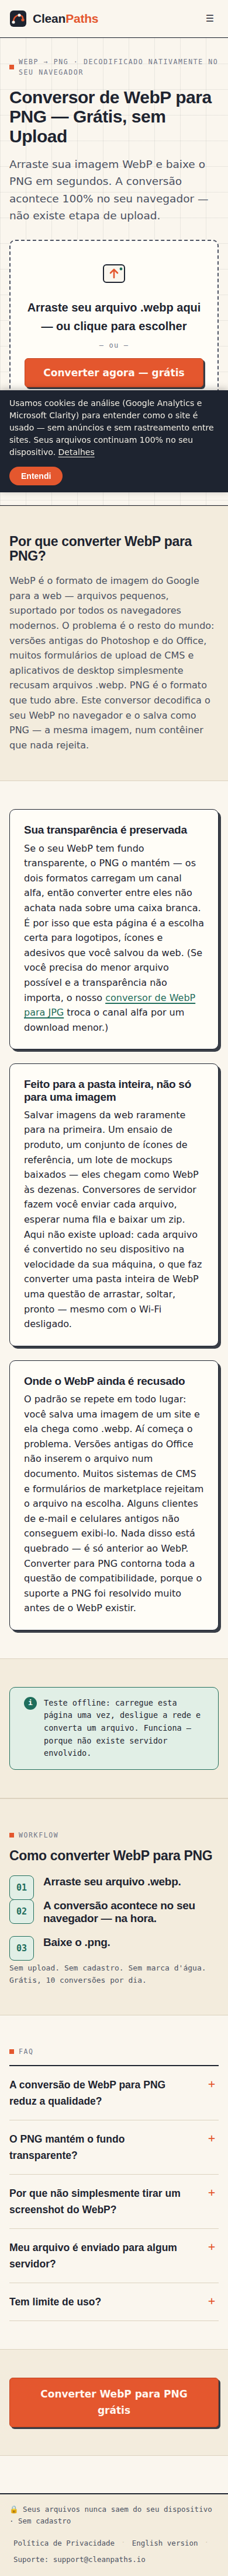 CleanPaths
☰
WEBP → PNG · DECODIFICADO NATIVAMENTE NO
SEU NAVEGADOR
Conversor de WebP para
PNG — Grátis, sem
Upload
Arraste sua imagem WebP e baixe o
PNG em segundos. A conversão
acontece 100% no seu navegador —
não existe etapa de upload.
Arraste seu arquivo .webp aqui
— ou clique para escolher
— ou —
Converter agora — grátis
Usamos cookies de análise (Google Analytics e
Microsoft Clarity) para entender como o site é
usado — sem anúncios e sem rastreamento entre
sites. Seus arquivos continuam 100% no seu
dispositivo. Detalhes
Entendi
Por que converter WebP para
PNG?
WebP é o formato de imagem do Google
para a web — arquivos pequenos,
suportado por todos os navegadores
modernos. O problema é o resto do mundo:
versões antigas do Photoshop e do Office,
muitos formulários de upload de CMS e
aplicativos de desktop simplesmente
recusam arquivos .webp. PNG é o formato
que tudo abre. Este conversor decodifica o
seu WebP no navegador e o salva como
PNG — a mesma imagem, num contêiner
que nada rejeita.
Sua transparência é preservada
Se o seu WebP tem fundo
transparente, o PNG o mantém — os
dois formatos carregam um canal
alfa, então converter entre eles não
achata nada sobre uma caixa branca.
É por isso que esta página é a escolha
certa para logotipos, ícones e
adesivos que você salvou da web. (Se
você precisa do menor arquivo
possível e a transparência não
importa, o nosso conversor de WebP
para JPG troca o canal alfa por um
download menor.)
Feito para a pasta inteira, não só
para uma imagem
Salvar imagens da web raramente
para na primeira. Um ensaio de
produto, um conjunto de ícones de
referência, um lote de mockups
baixados — eles chegam como WebP
às dezenas. Conversores de servidor
fazem você enviar cada arquivo,
esperar numa fila e baixar um zip.
Aqui não existe upload: cada arquivo
é convertido no seu dispositivo na
velocidade da sua máquina, o que faz
converter uma pasta inteira de WebP
uma questão de arrastar, soltar,
pronto — mesmo com o Wi-Fi
desligado.
Onde o WebP ainda é recusado
O padrão se repete em todo lugar:
você salva uma imagem de um site e
ela chega como .webp. Aí começa o
problema. Versões antigas do Office
não inserem o arquivo num
documento. Muitos sistemas de CMS
e formulários de marketplace rejeitam
o arquivo na escolha. Alguns clientes
de e-mail e celulares antigos não
conseguem exibi-lo. Nada disso está
quebrado — é só anterior ao WebP.
Converter para PNG contorna toda a
questão de compatibilidade, porque o
suporte a PNG foi resolvido muito
antes de o WebP existir.
i
Teste offline: carregue esta
página uma vez, desligue a rede e
converta um arquivo. Funciona —
porque não existe servidor
envolvido.
WORKFLOW
Como converter WebP para PNG
01
Arraste seu arquivo .webp.
02
A conversão acontece no seu
navegador — na hora.
03
Baixe o .png.
Sem upload. Sem cadastro. Sem marca d'água.
Grátis, 10 conversões por dia.
FAQ
A conversão de WebP para PNG
reduz a qualidade?
+
O PNG mantém o fundo
transparente?
+
Por que não simplesmente tirar um
screenshot do WebP?
+
Meu arquivo é enviado para algum
servidor?
+
Tem limite de uso?
+
Converter WebP para PNG
grátis
🔒 Seus arquivos nunca saem do seu dispositivo
· Sem cadastro
Política de Privacidade English version
Suporte: support@cleanpaths.io